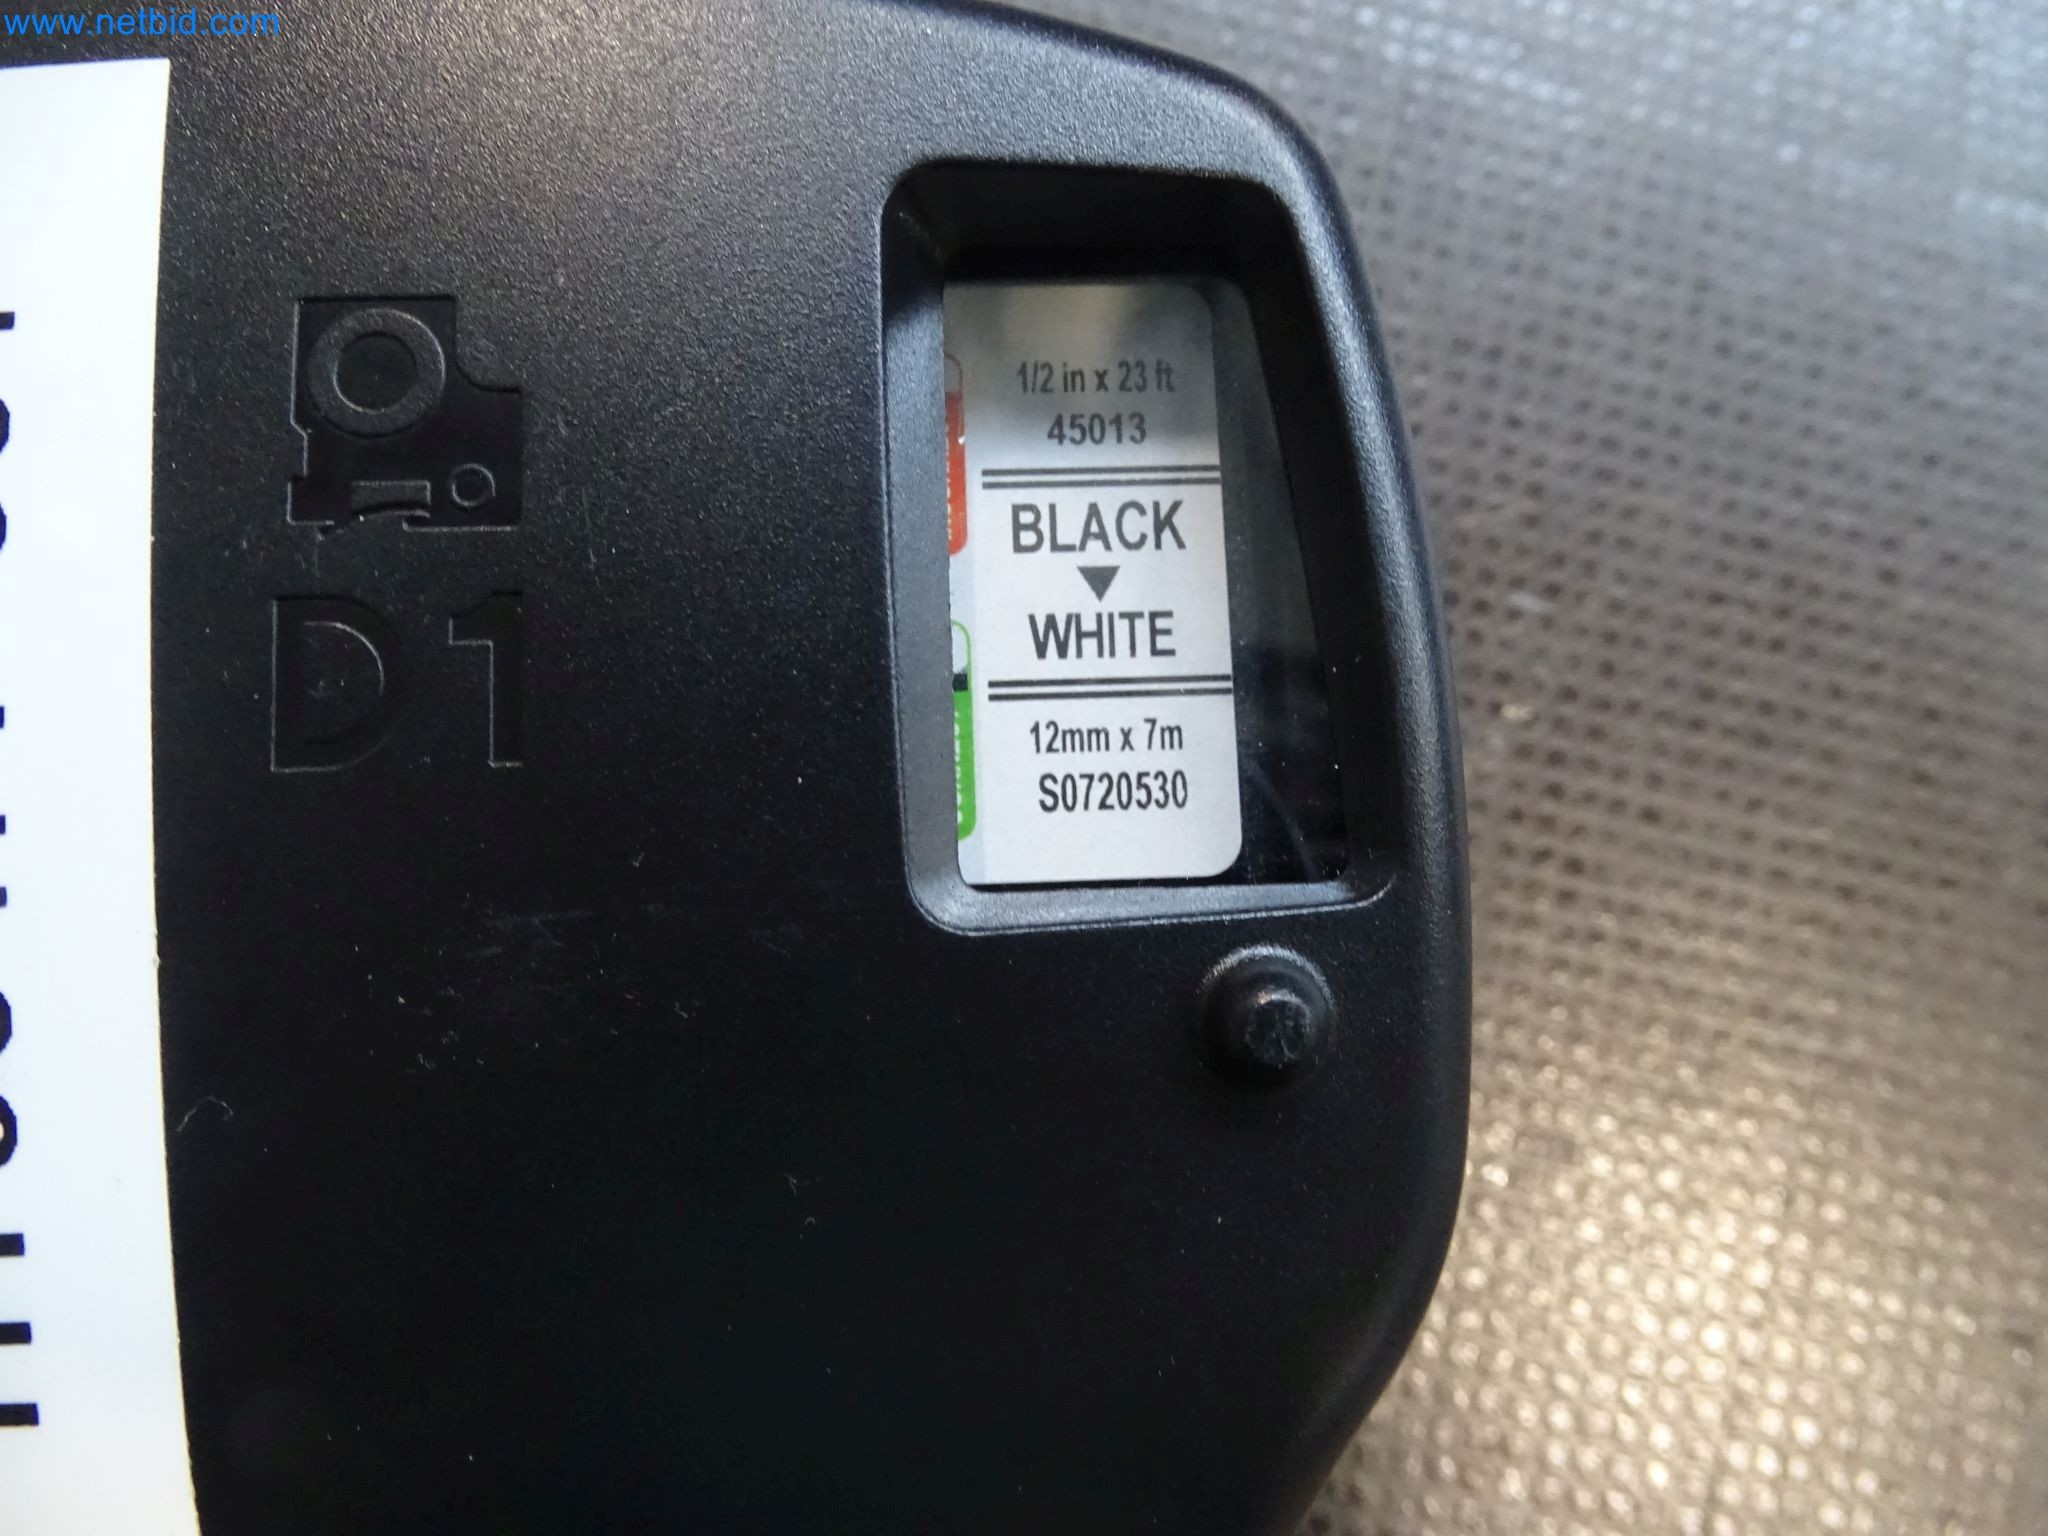 www.netbid.com
D1
1/2 in x 23 ft
45013
BLACK
WHITE
12mm x 7m
S0720530